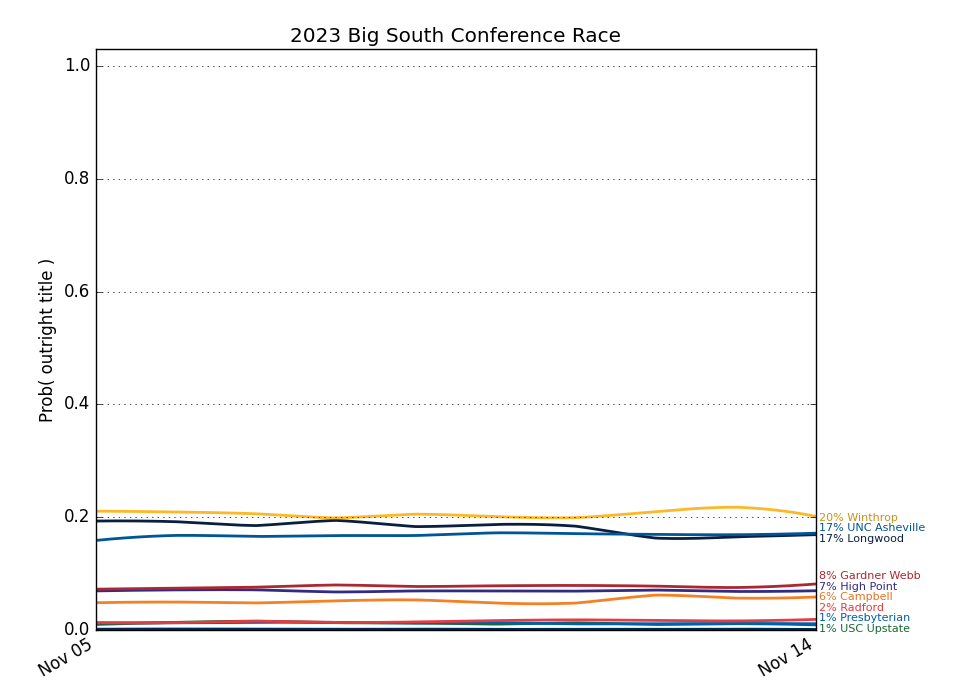 2023 Big South Conference Race
Prob( outright title )
1.0
0.8
0.6
0.4
0.2
0.0
Nov 05
Nov 14
20% Winthrop
17% UNC Asheville
17% Longwood
8% Gardner Webb
7% High Point
6% Campbell
2% Radford
1% Presbyterian
1% USC Upstate